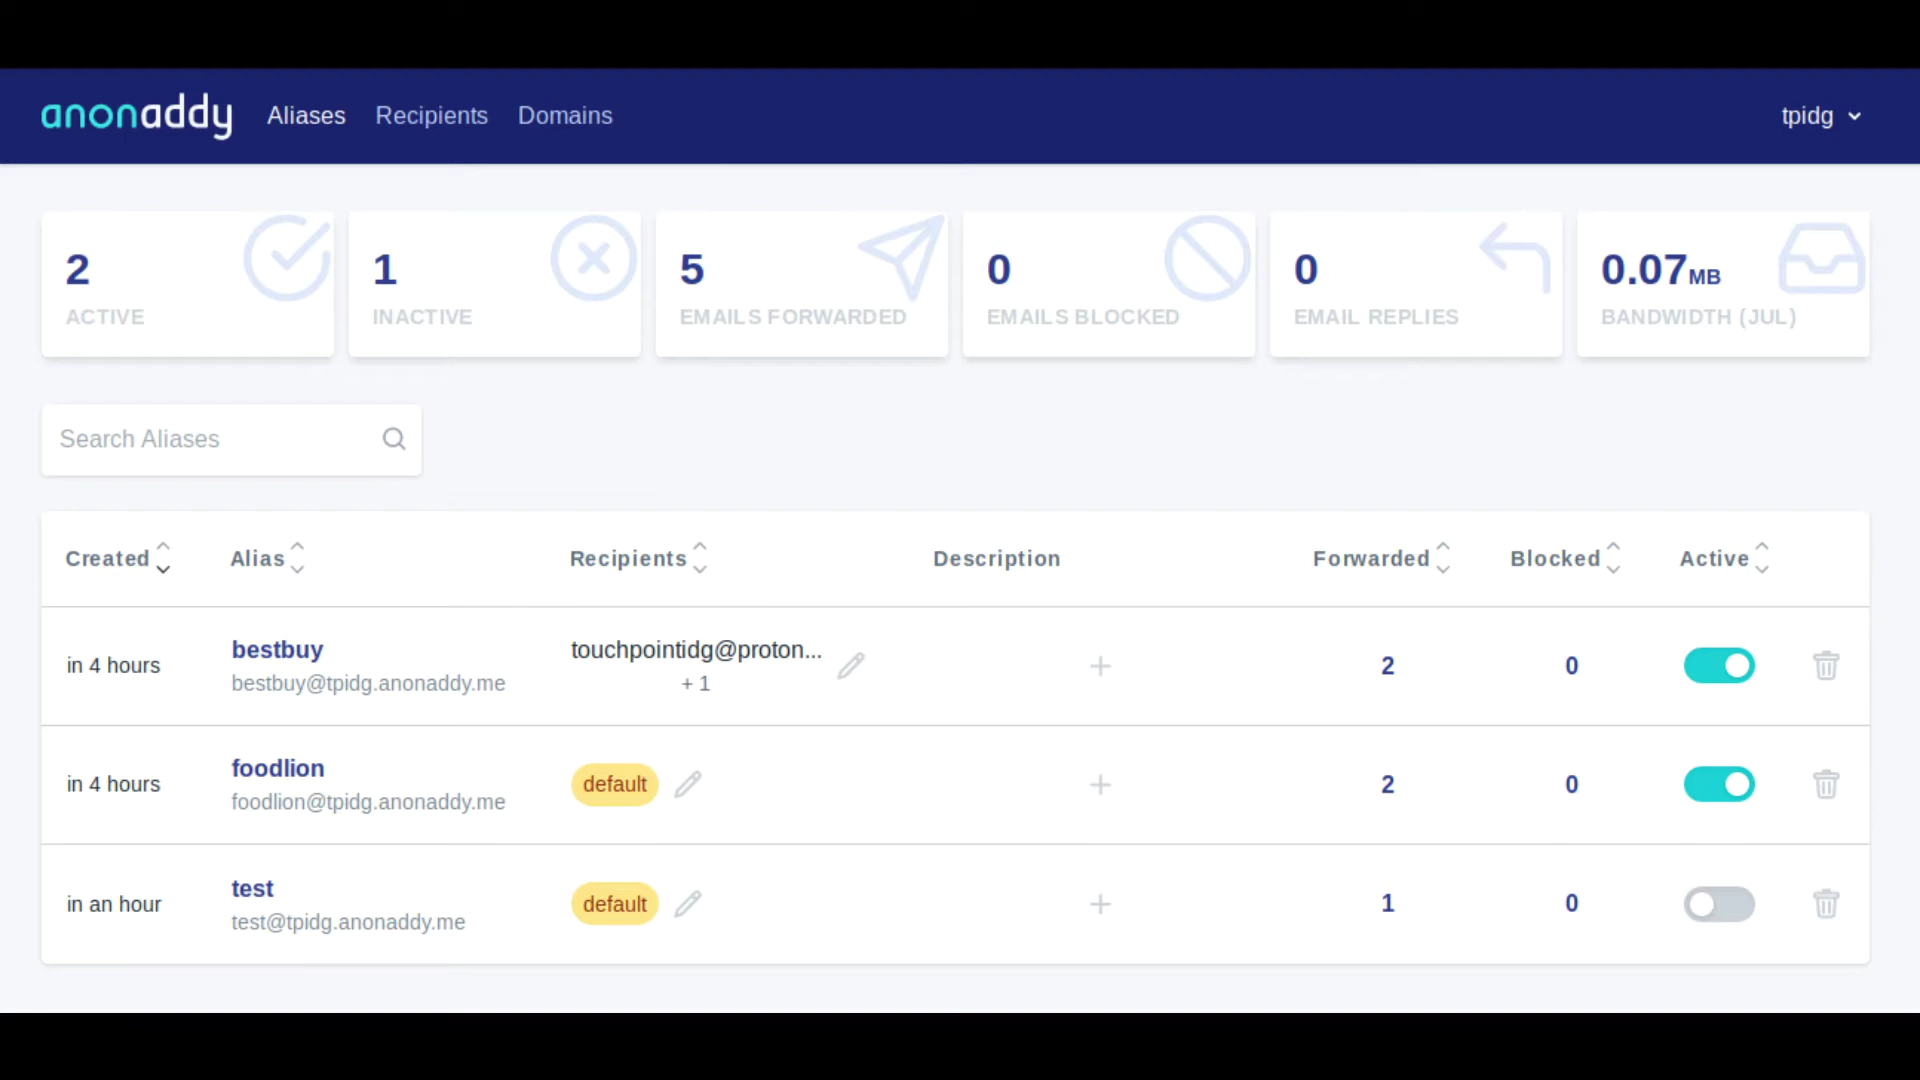 anonaddy Aliases Recipients Domains tpidg
2 1 5 0 0 0.07MB
ACTIVE INACTIVE EMAILS FORWARDED EMAILS BLOCKED EMAIL REPLIES BANDWIDTH (JUL)
Search Aliases
Created Alias Recipients Description Forwarded Blocked Active
bestbuy touchpointidg@proton...
in 4 hours 2 0
bestbuy@tpidg.anonaddy.me + 1
foodlion
in 4 hours default 2 0
foodlion@tpidg.anonaddy.me
test
in an hour default 1 0
test@tpidg.anonaddy.me